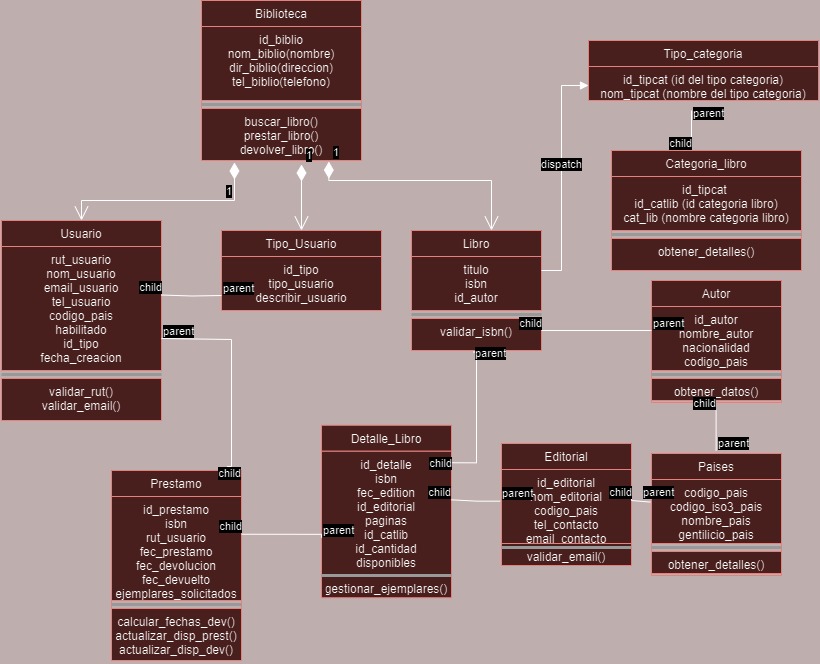 Biblioteca
id_biblio
nom_biblio(nombre)
dir_biblio(direccion)
tel_biblio(telefono)
buscar_libro()
prestar_libro()
devolver_libro()
1
1
1
Tipo_categoria
id_tipcat (id del tipo categoria)
nom_tipcat (nombre del tipo categoria)
parent
child
dispatch
Categoria_libro
id_tipcat
id_catlib (id categoria libro)
cat_lib (nombre categoria libro)
obtener_detalles()
Usuario
rut_usuario
nom_usuario
email_usuario
tel_usuario
codigo_pais
habilitado
id_tipo
fecha_creacion
validar_rut()
validar_email()
child
parent
parent
Tipo_Usuario
id_tipo
tipo_usuario
describir_usuario
Libro
titulo
isbn
id_autor
validar_isbn()
child
parent
parent
Autor
id_autor
nombre_autor
nacionalidad
codigo_pais
obtener_datos()
child
parent
Detalle_Libro
id_detalle
isbn
fec_edition
id_editorial
paginas
id_catlib
id_cantidad
disponibles
gestionar_ejemplares()
child
child
parent
parent
Editorial
id_editorial
nom_editorial
codigo_pais
tel_contacto
email_contacto
validar_email()
child
parent
Paises
codigo_pais
codigo_iso3_pais
nombre_pais
gentilicio_pais
obtener_detalles()
child
Prestamo
id_prestamo
isbn
rut_usuario
fec_prestamo
fec_devolucion
fec_devuelto
ejemplares_solicitados
calcular_fechas_dev()
actualizar_disp_prest()
actualizar_disp_dev()
child